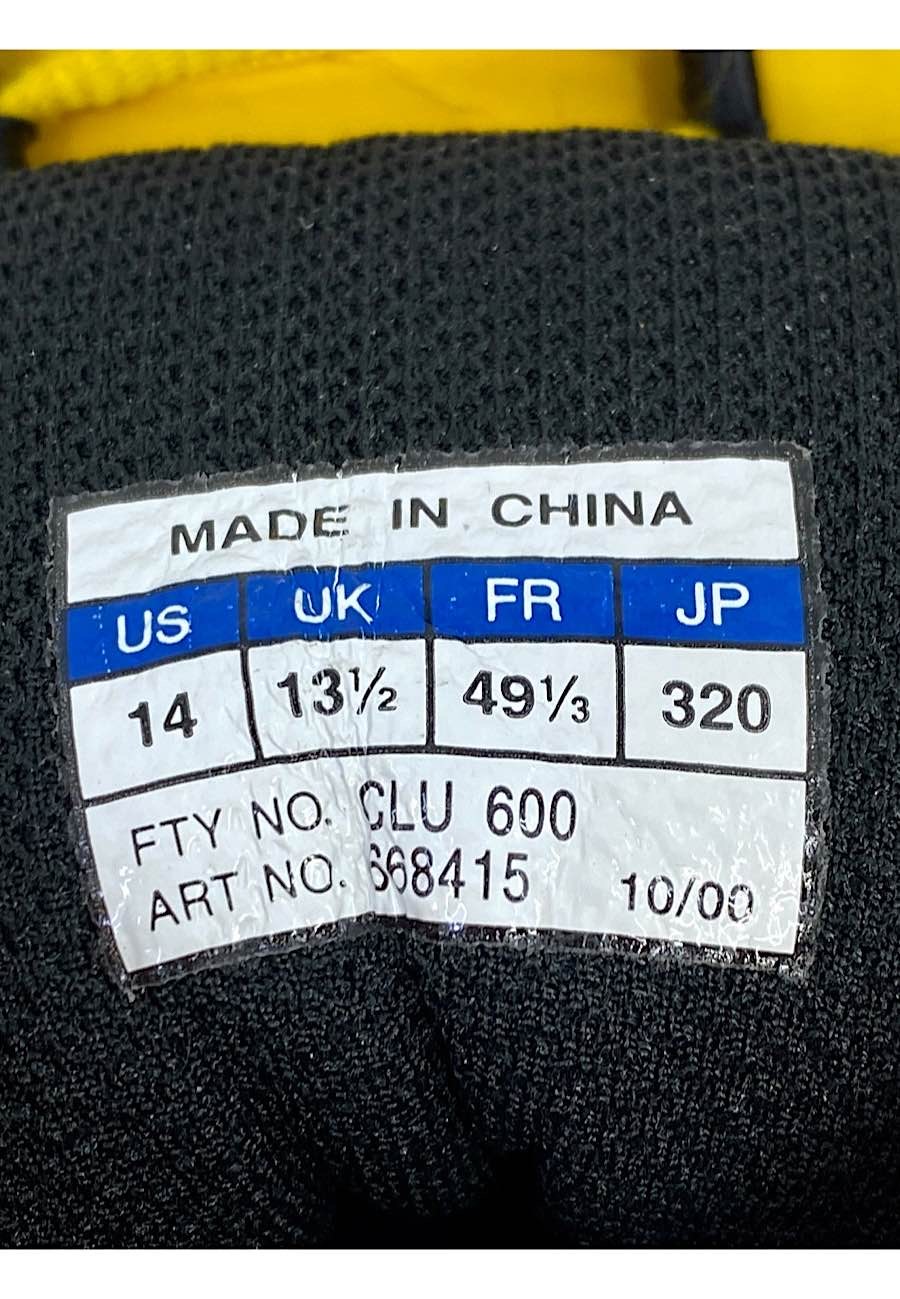 MADE IN CHINA
US UK FR JP
14 13½ 49⅓ 320
FTY NO. CLU 600
ART NO. 668415 10/00